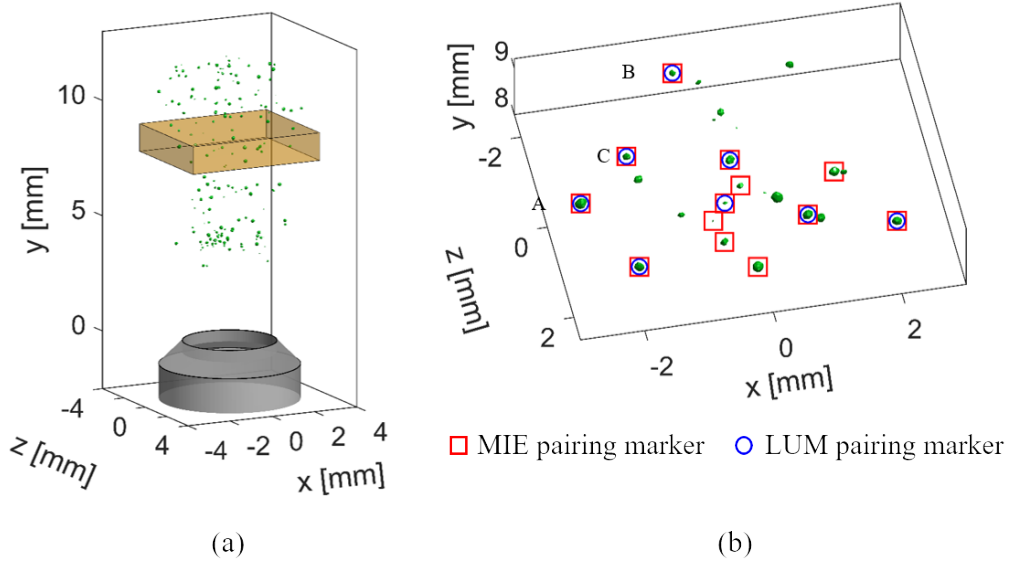 10
5
0
y [mm]
-4
0
4
z [mm]
-4
-2
0
2
4
x [mm]
(a)
9
8
y [mm]
-2
0
2
z [mm]
-2
0
2
x [mm]
B
C
A
MIE pairing marker
LUM pairing marker
(b)